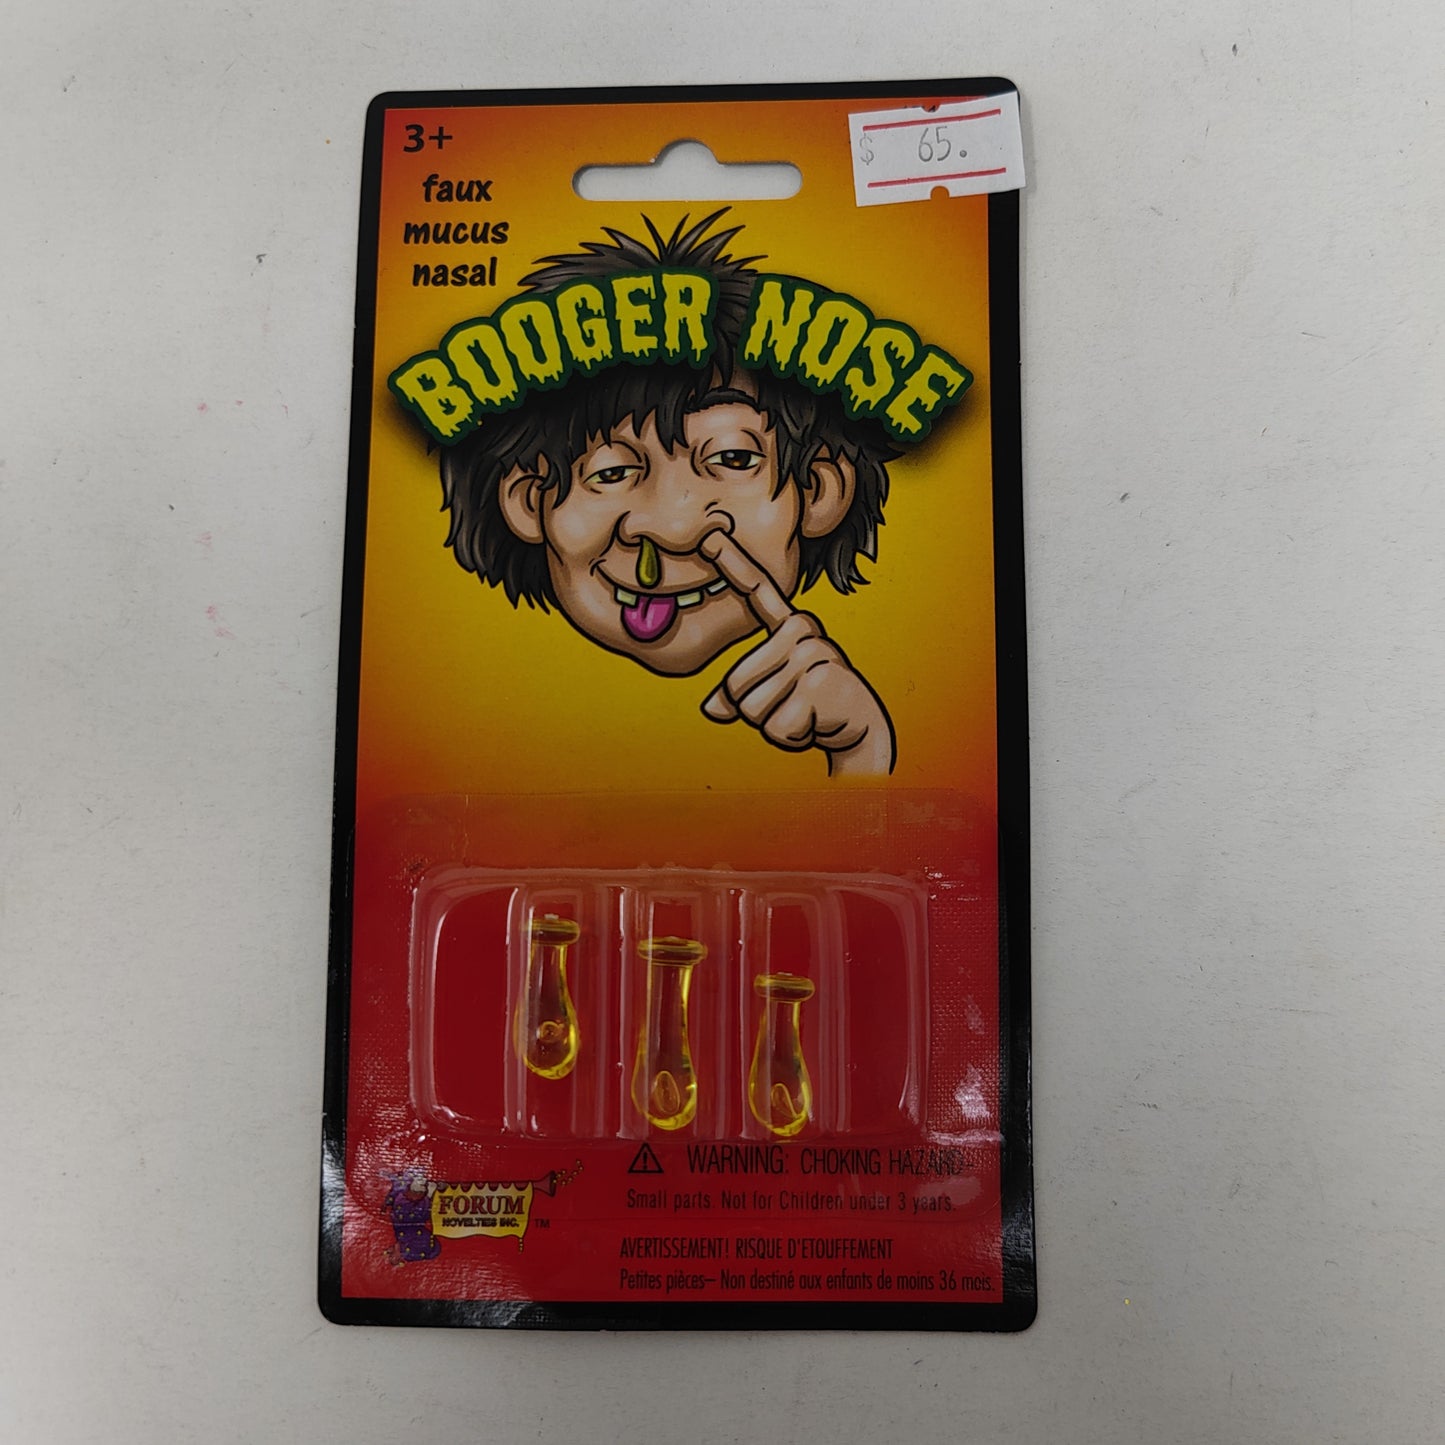 3+
$ 65.
faux
mucus
nasal
BOOGER NOSE
WARNING: CHOKING HAZARD-
Small parts. Not for Children under 3 years.
FORUM
NOVELTIES INC. ™
AVERTISSEMENT! RISQUE D'ETOUFFEMENT
Petites pièces– Non destiné aux enfants de moins 36 mois.